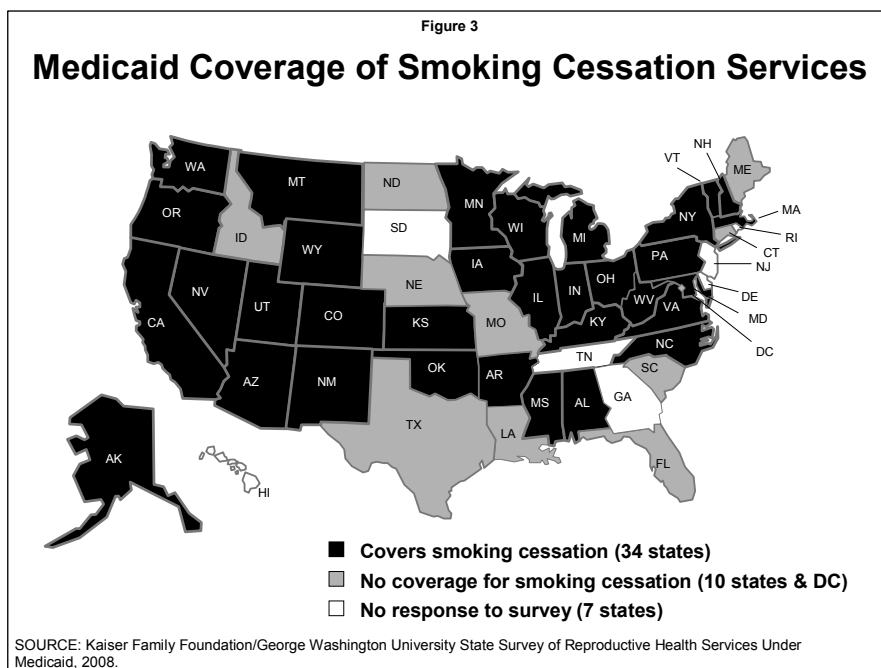 Figure 3
Medicaid Coverage of Smoking Cessation Services
NH
VT
ME
WA
MT
ND
MN
OR
MA
NY
ID
SD
WI
MI
RI
WY
CT
PA
NJ
IA
NE
OH
DE
NV
IL
IN
WV
UT
MD
CO
VA
CA
KS
MO
KY
DC
NC
TN
OK
AZ
NM
AR
SC
MS
AL
GA
TX
LA
AK
FL
HI
Covers smoking cessation (34 states)
No coverage for smoking cessation (10 states & DC)
No response to survey (7 states)
SOURCE: Kaiser Family Foundation/George Washington University State Survey of Reproductive Health Services Under
Medicaid, 2008.